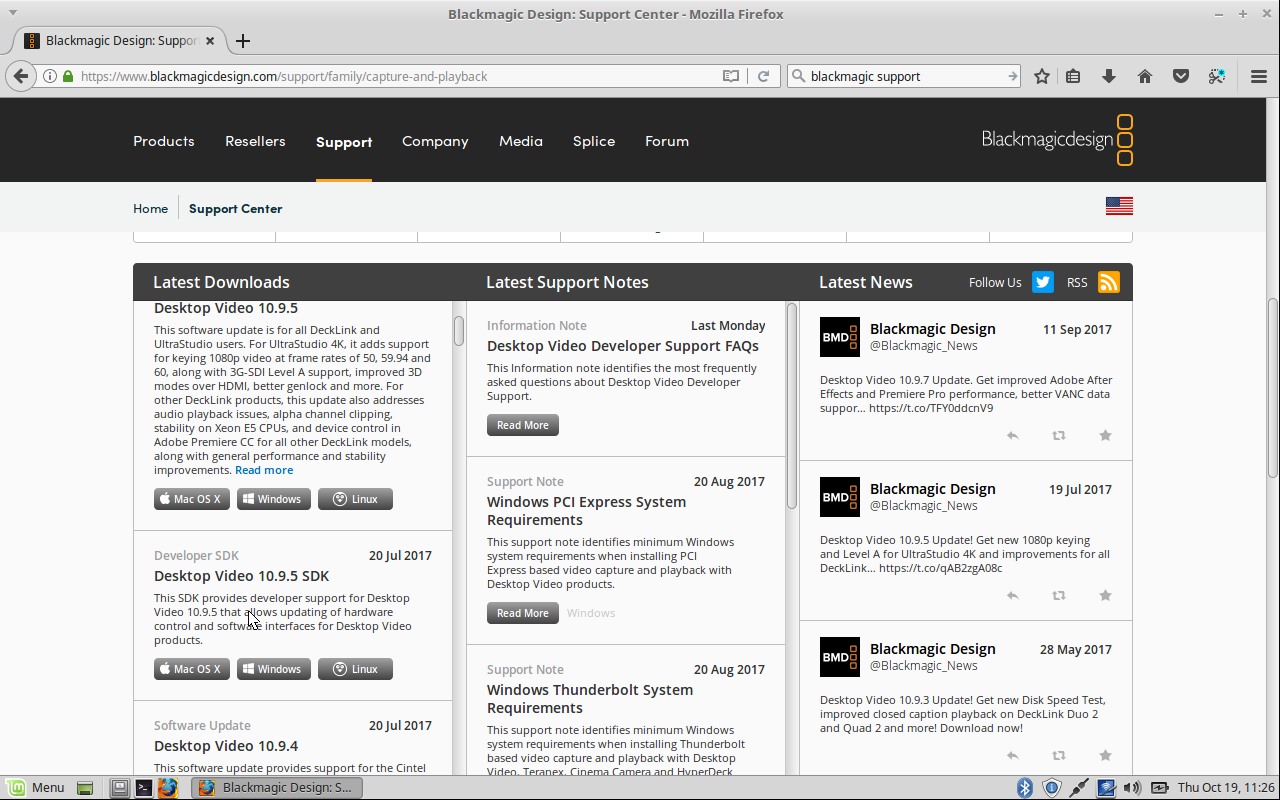 Blackmagic Design: Support Center - Mozilla Firefox
Blackmagic Design: Suppor
https://www.blackmagicdesign.com/support/family/capture-and-playback
blackmagic support
Products
Resellers
Support
Company
Media
Splice
Forum
Blackmagicdesign
Home
Support Center
Latest Downloads
Latest Support Notes
Latest News
Follow Us
RSS
Desktop Video 10.9.5
This software update is for all DeckLink and
UltraStudio users. For UltraStudio 4K, it adds support
for keying 1080p video at frame rates of 50, 59.94 and
60, along with 3G-SDI Level A support, improved 3D
modes over HDMI, better genlock and more. For
other DeckLink products, this update also addresses
audio playback issues, alpha channel clipping,
stability on Xeon E5 CPUs, and device control in
Adobe Premiere CC for all other DeckLink models,
along with general performance and stability
improvements. Read more
Mac OS X
Windows
Linux
Developer SDK
20 Jul 2017
Desktop Video 10.9.5 SDK
This SDK provides developer support for Desktop
Video 10.9.5 that allows updating of hardware
control and software interfaces for Desktop Video
products.
Mac OS X
Windows
Linux
Software Update
20 Jul 2017
Desktop Video 10.9.4
This software update provides support for the Cintel
Information Note
Last Monday
Desktop Video Developer Support FAQs
This Information note identifies the most frequently
asked questions about Desktop Video Developer
Support.
Read More
Support Note
20 Aug 2017
Windows PCI Express System
Requirements
This support note identifies minimum Windows
system requirements when installing PCI
Express based video capture and playback with
Desktop Video products.
Read More
Windows
Support Note
20 Aug 2017
Windows Thunderbolt System
Requirements
This support note identifies minimum Windows
system requirements when installing Thunderbolt
based video capture and playback with Desktop
Video, Teranex, Cinema Camera and HyperDeck
BMD
Blackmagic Design
11 Sep 2017
@Blackmagic_News
Desktop Video 10.9.7 Update. Get improved Adobe After
Effects and Premiere Pro performance, better VANC data
suppor... https://t.co/TFY0ddcnV9
BMD
Blackmagic Design
19 Jul 2017
@Blackmagic_News
Desktop Video 10.9.5 Update! Get new 1080p keying
and Level A for UltraStudio 4K and improvements for all
DeckLink... https://t.co/qAB2zgA08c
BMD
Blackmagic Design
28 May 2017
@Blackmagic_News
Desktop Video 10.9.3 Update! Get new Disk Speed Test,
improved closed caption playback on DeckLink Duo 2
and Quad 2 and more! Download now!
Menu
Blackmagic Design: S...
Thu Oct 19, 11:26